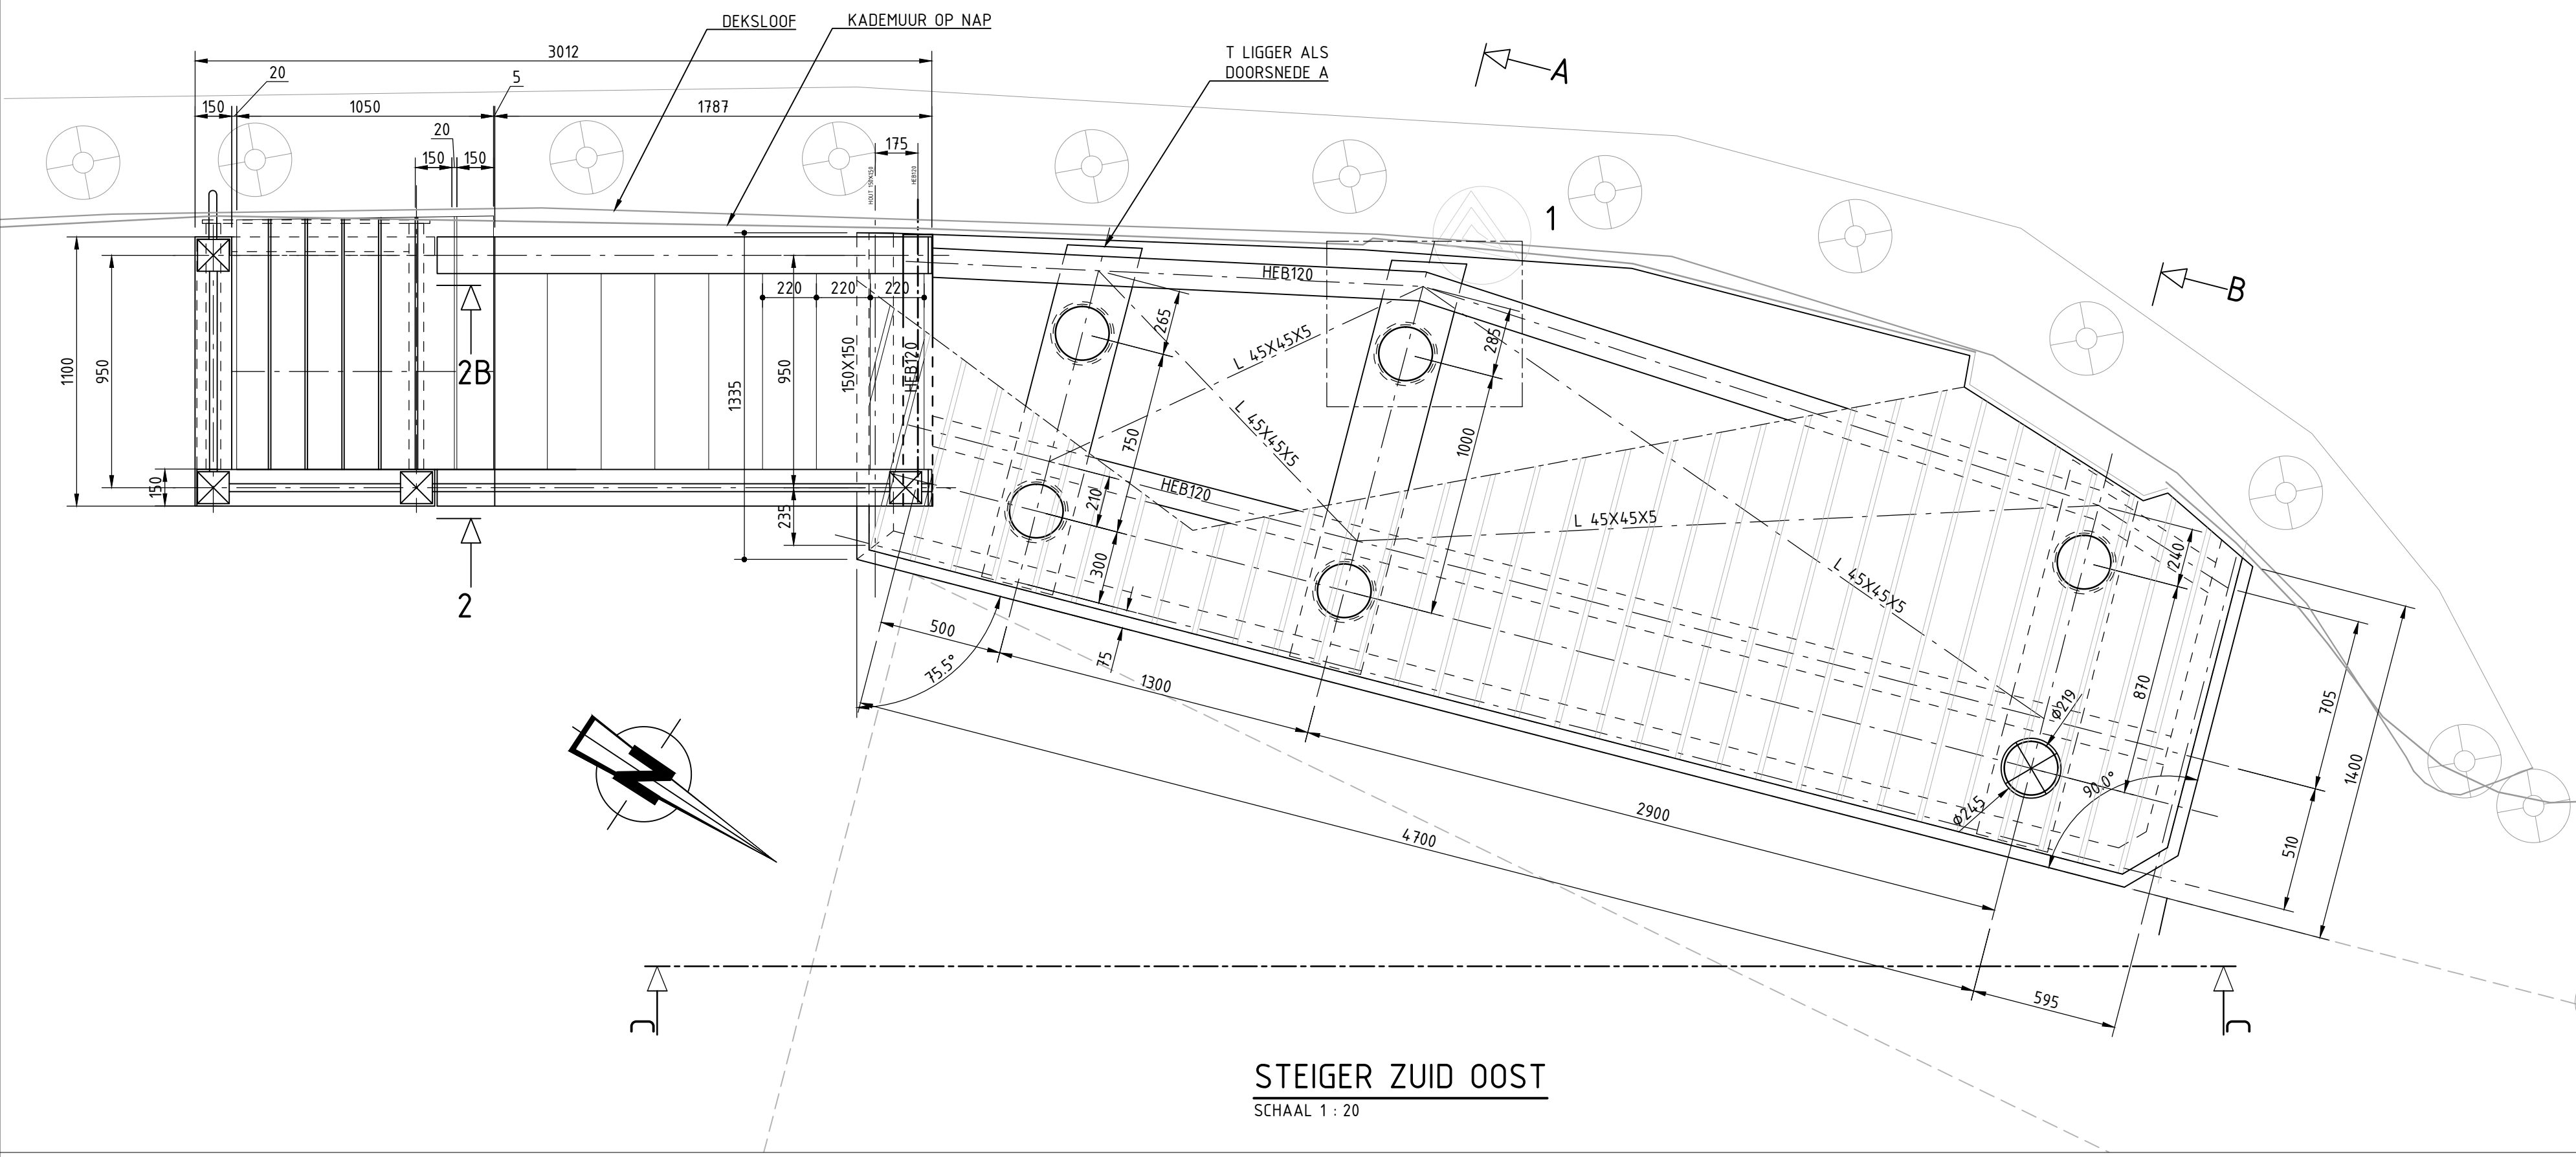 DEKSLOOF
KADEMUUR OP NAP
T LIGGER ALS
DOORSNEDE A
A
3012
20
5
150
1050
1787
20
150
150
175
HOUT 150X150
HEB120
1
B
HEB120
1100
950
220
220
220
265
285
L 45X45X5
2B
950
1335
150X150
HEB120
750
1000
L 45X45X5
150
235
HEB120
210
L 45X45X5
2
300
240
L 45X45X5
500
75.5°
75
1300
870
705
Ø219
1400
90.0°
Ø245
N
2900
4700
510
595
C
C
STEIGER ZUID OOST
SCHAAL 1 : 20